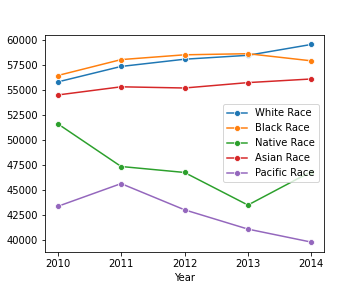 60000
57500
55000
52500
50000
47500
45000
42500
40000
White Race
Black Race
Native Race
Asian Race
Pacific Race
2010 2011 2012 2013 2014
Year